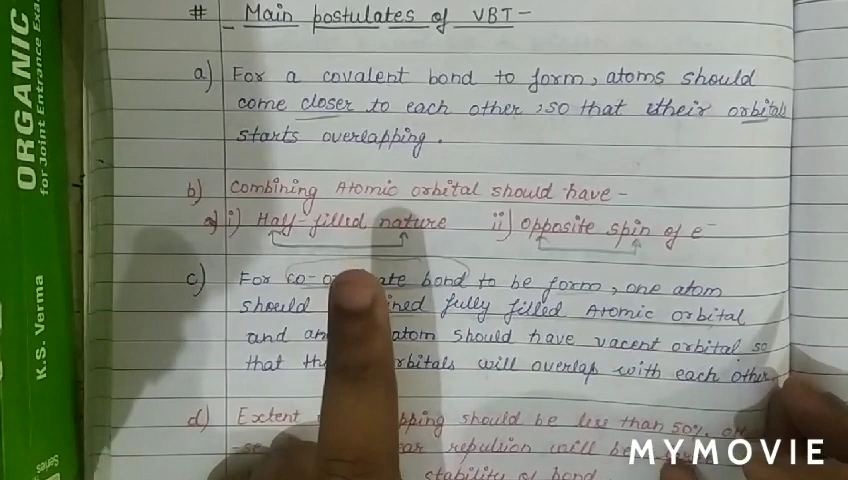 # Main postulates of VBT -
a) For a covalent bond to form, atoms should
come closer to each other, so that their orbitals
starts overlapping.
b) Combining Atomic orbital should have -
i) Half-filled nature ii) Opposite spin of e-
c) For bond to be form, one atom
should fully filled Atomic orbital
and atom should have vacent orbital so
that will overlap with each other
d) Extent should be less than 50%.
repulsion will be
stability of bond
ORGANIC
for Joint Entrance Exa
K.S. Verma
MYMOVIE